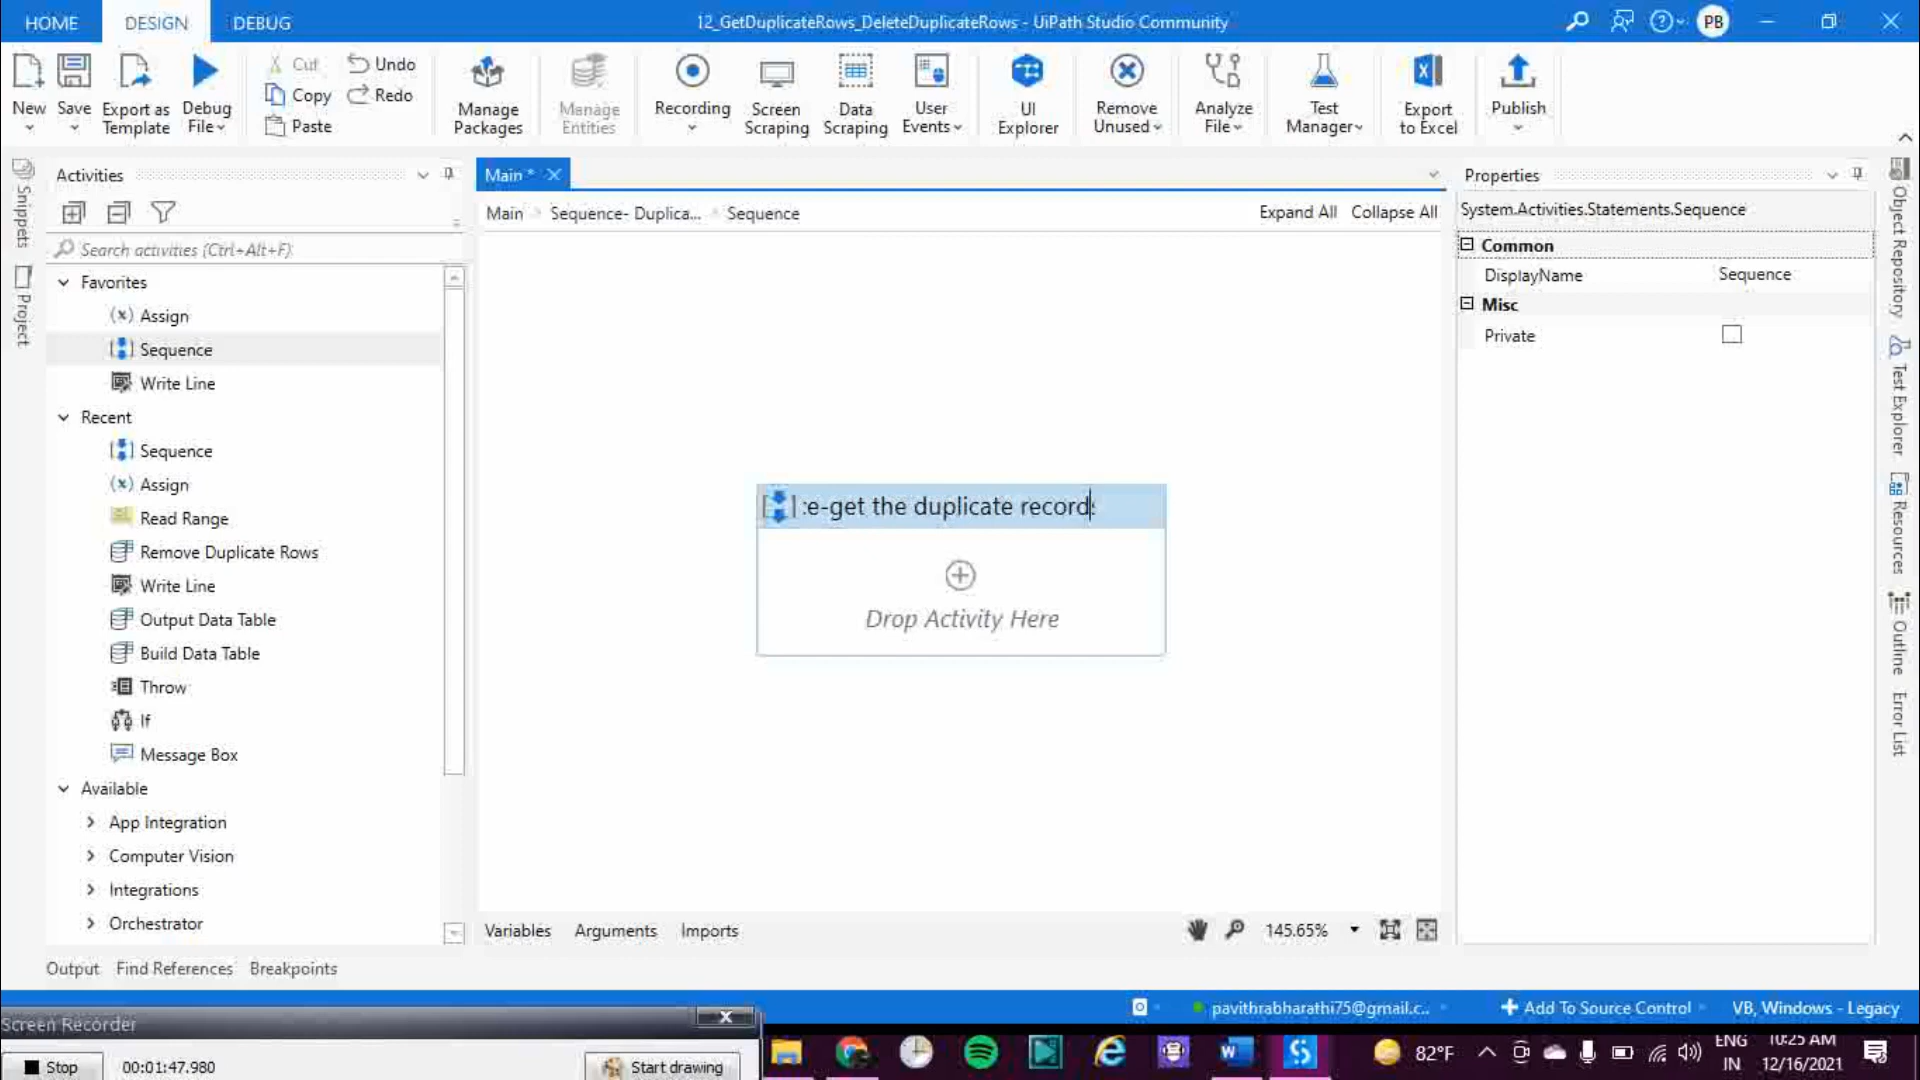 HOME DESIGN DEBUG
12_GetDuplicateRows_DeleteDuplicateRows - UiPath Studio Community
PB
New
Save
Export as
Template
Debug
File
Cut
Copy
Paste
Undo
Redo
Manage
Packages
Manage
Entities
Recording
Screen
Scraping
Data
Scraping
User
Events
UI
Explorer
Remove
Unused
Analyze
File
Test
Manager
Export
to Excel
Publish
Snippets
Project
Activities
Search activities (Ctrl+Alt+F)
Favorites
Assign
Sequence
Write Line
Recent
Sequence
Assign
Read Range
Remove Duplicate Rows
Write Line
Output Data Table
Build Data Table
Throw
If
Message Box
Available
App Integration
Computer Vision
Integrations
Orchestrator
Main *
Main Sequence- Duplica... Sequence
Expand All Collapse All
:e-get the duplicate records
Drop Activity Here
Variables Arguments Imports
145.65%
Properties
System.Activities.Statements.Sequence
Common
DisplayName Sequence
Misc
Private
Object Repository
Test Explorer
Resources
Outline
Error List
Output Find References Breakpoints
pavithrabharathi75@gmail.c...
Add To Source Control
VB, Windows - Legacy
Screen Recorder
Stop
00:01:47.980
Start drawing
82°F
ENG
IN
10:25 AM
12/16/2021